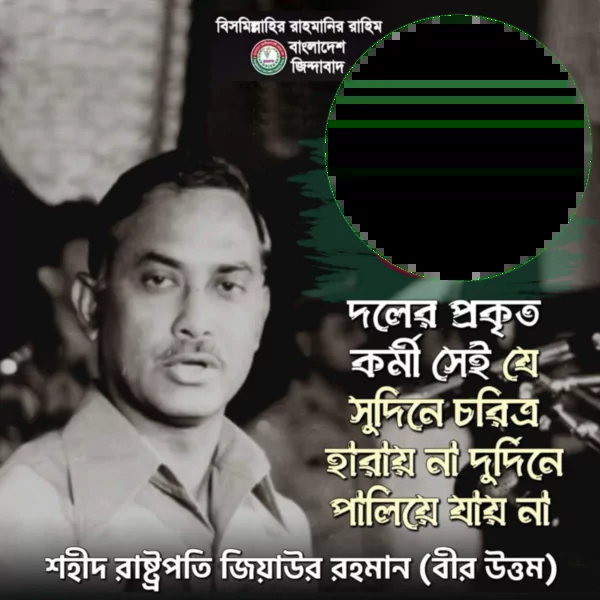 বিসমিল্লাহির রাহমানির রাহিম
বাংলাদেশ
জিন্দাবাদ
দলের প্রকৃত
কর্মী সেই যে
সুদিনে চরিত্র
হারায় না দুর্দিনে
পালিয়ে যায় না
শহীদ রাষ্ট্রপতি জিয়াউর রহমান (বীর উত্তম)